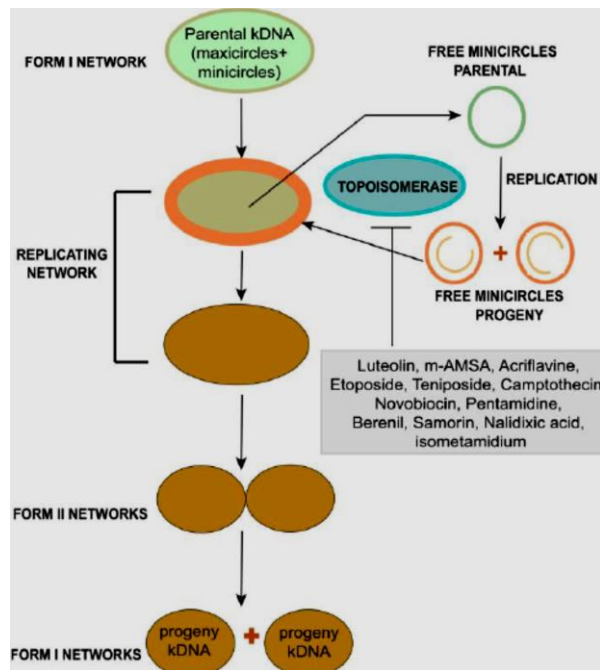 Parental kDNA
(maxicircles+
minicircles)
FORM I NETWORK
FREE MINICIRCLES
PARENTAL
TOPOISOMERASE
REPLICATION
REPLICATING
NETWORK
+
FREE MINICIRCLES
PROGENY
Luteolin, m-AMSA, Acriflavine,
Etoposide, Teniposide, Camptothecin
Novobiocin, Pentamidine,
Berenil, Samorin, Nalidixic acid,
isometamidium
FORM II NETWORKS
FORM I NETWORKS
progeny
kDNA
+
progeny
kDNA